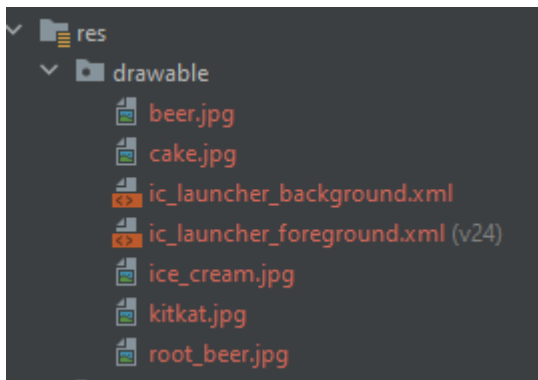 res
drawable
beer.jpg
cake.jpg
ic_launcher_background.xml
ic_launcher_foreground.xml (v24)
ice_cream.jpg
kitkat.jpg
root_beer.jpg